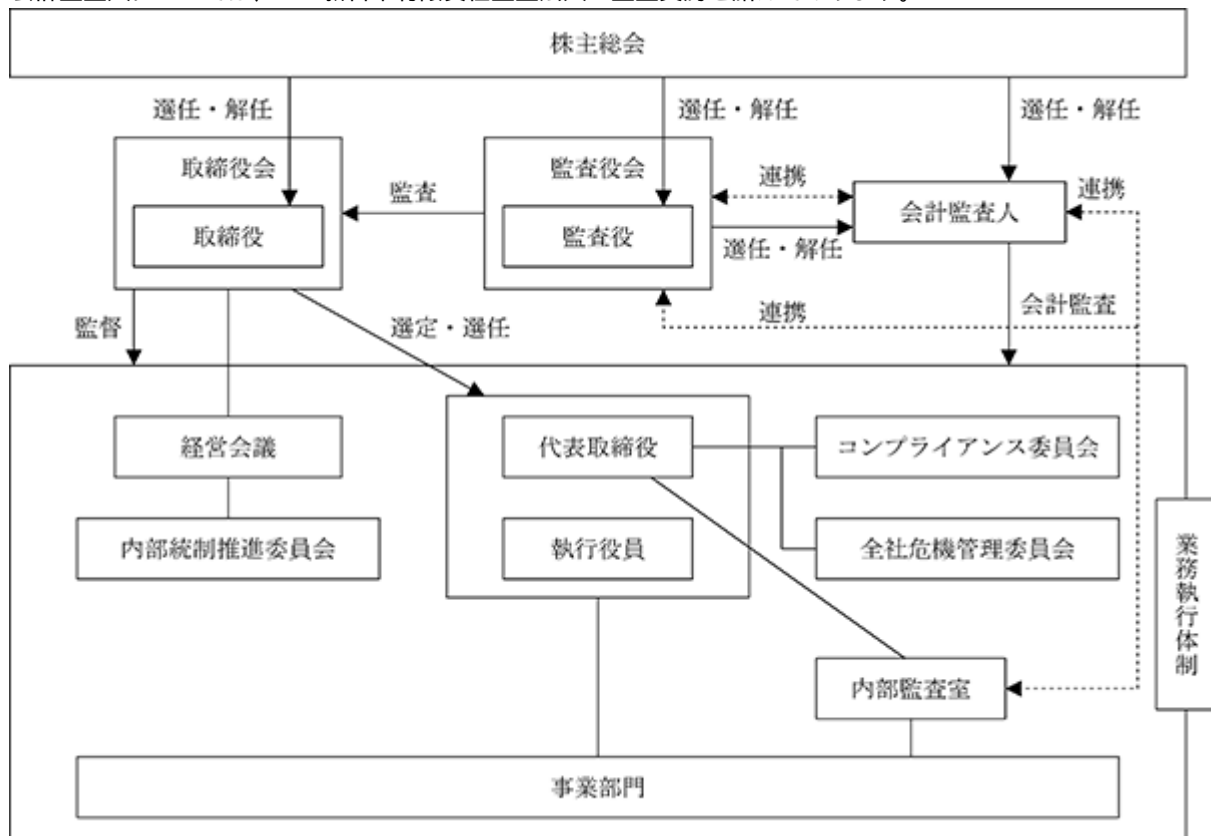 株主総会
選任・解任
選任・解任
選任・解任
取締役会
監査役会
連携
連携
監査
会計監査人
取締役
監査役
選任・解任
監督
選定・選任
連携
会計監査
経営会議
代表取締役
コンプライアンス委員会
内部統制推進委員会
執行役員
全社危機管理委員会
業務執行体制
内部監査室
事業部門